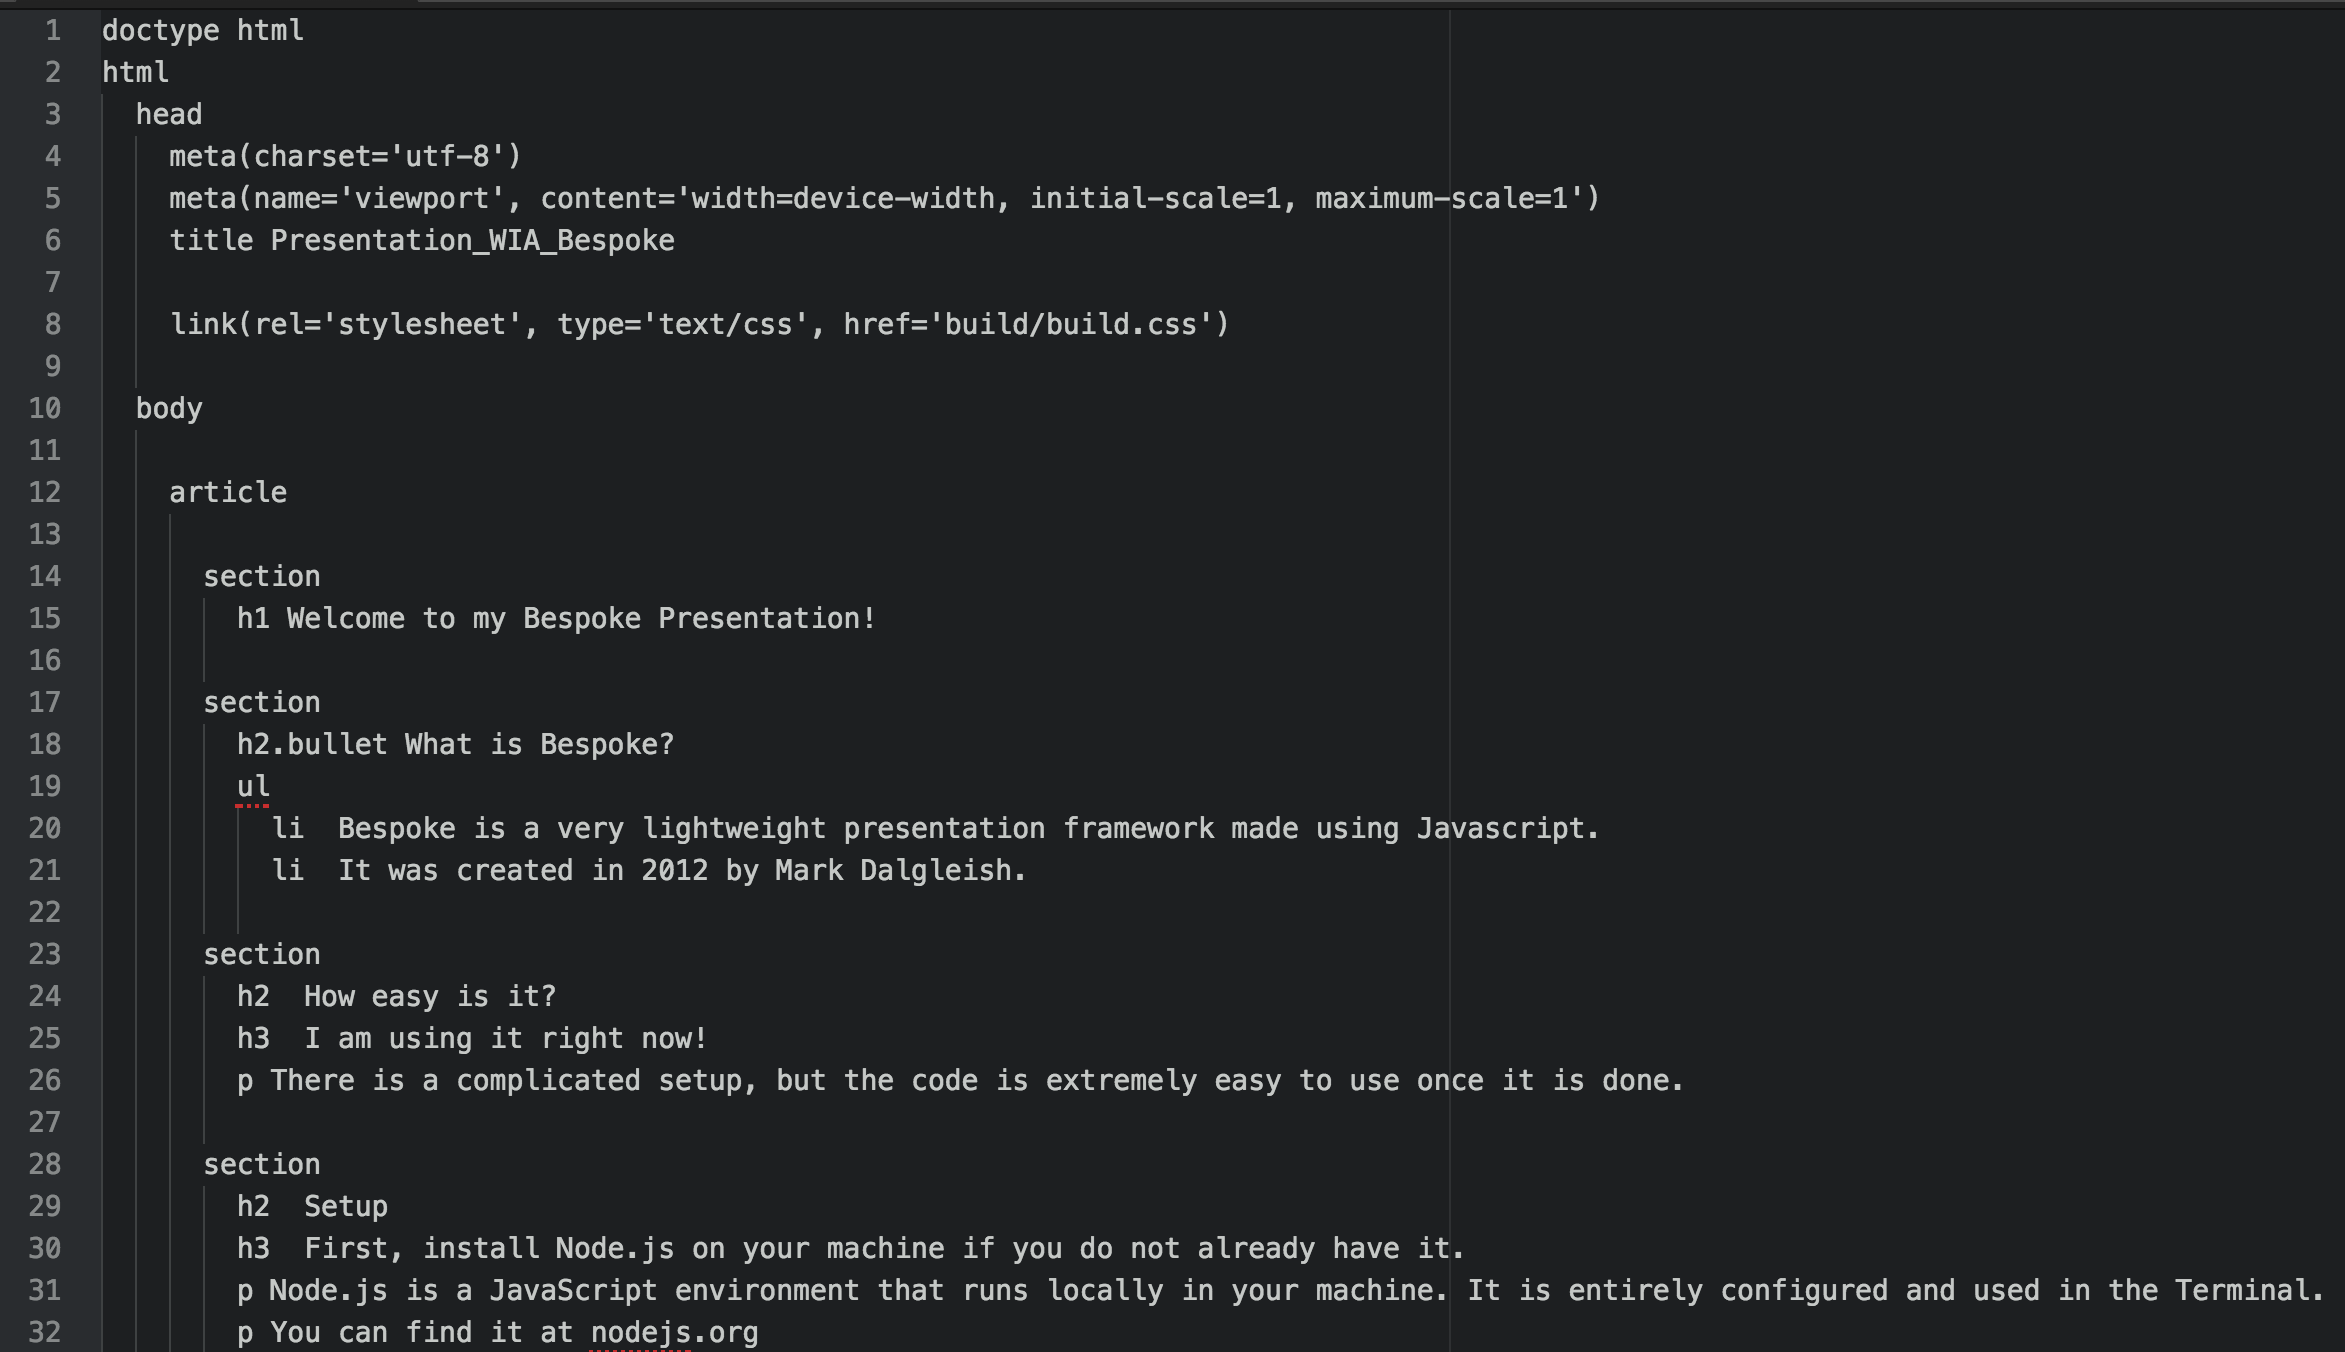 1 doctype html
2 html
3   head
4     meta(charset='utf-8')
5     meta(name='viewport', content='width=device-width, initial-scale=1, maximum-scale=1')
6     title Presentation_WIA_Bespoke
7
8     link(rel='stylesheet', type='text/css', href='build/build.css')
9
10   body
11
12     article
13
14       section
15         h1 Welcome to my Bespoke Presentation!
16
17       section
18         h2.bullet What is Bespoke?
19         ul
20           li  Bespoke is a very lightweight presentation framework made using Javascript.
21           li  It was created in 2012 by Mark Dalgleish.
22
23       section
24         h2  How easy is it?
25         h3  I am using it right now!
26         p There is a complicated setup, but the code is extremely easy to use once it is done.
27
28       section
29         h2  Setup
30         h3  First, install Node.js on your machine if you do not already have it.
31         p Node.js is a JavaScript environment that runs locally in your machine. It is entirely configured and used in the Terminal.
32         p You can find it at nodejs.org